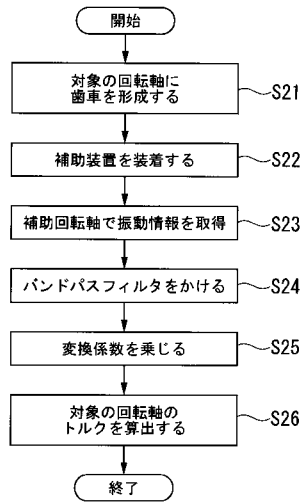 開始
対象の回転軸に
歯車を形成する
S21
補助装置を装着する
S22
補助回転軸で振動情報を取得
S23
バンドパスフィルタをかける
S24
変換係数を乗じる
S25
対象の回転軸の
トルクを算出する
S26
終了